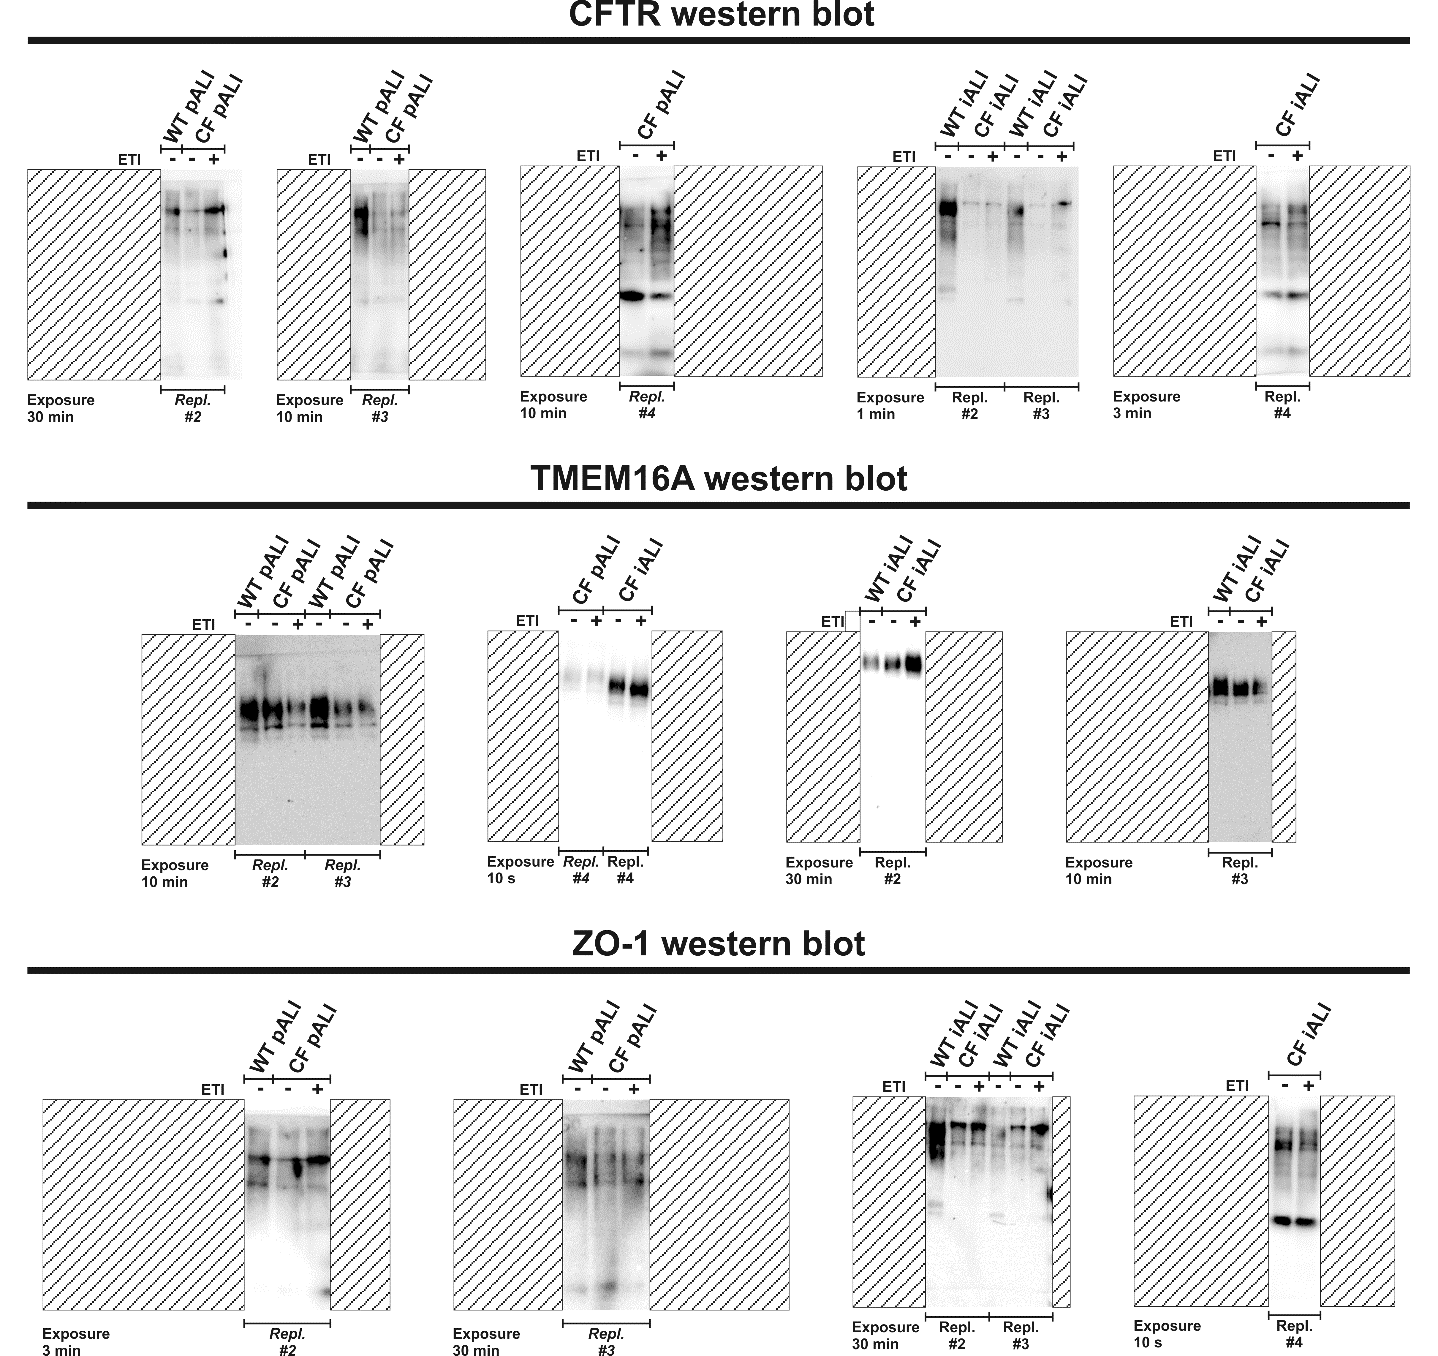 CFTR western blot
WT pALI CF pALI
ETI - - +
Exposure
30 min
Repl.
#2
WT pALI CF pALI
ETI - - +
Exposure
10 min
Repl.
#3
CF pALI
ETI - +
Exposure
10 min
Repl.
#4
WT iALI CF iALI WT iALI CF iALI
ETI - - + - - +
Exposure
1 min
Repl. Repl.
#2 #3
CF iALI
ETI - +
Exposure
3 min
Repl.
#4
TMEM16A western blot
WT pALI CF pALI WT pALI CF pALI
ETI - - + - - +
Exposure
10 min
Repl. Repl.
#2 #3
CF pALI CF iALI
ETI - + - +
Exposure
10 s
Repl. Repl.
#4 #4
WT iALI CF iALI
ETI - - +
Exposure
30 min
Repl.
#2
WT iALI CF iALI
ETI - - +
Exposure
10 min
Repl.
#3
ZO-1 western blot
WT pALI CF pALI
ETI - - +
Exposure
3 min
Repl.
#2
WT pALI CF pALI
ETI - - +
Exposure
30 min
Repl.
#3
WT iALI CF iALI WT iALI CF iALI
ETI - - + - - +
Exposure
30 min
Repl. Repl.
#2 #3
CF iALI
ETI - +
Exposure
10 s
Repl.
#4